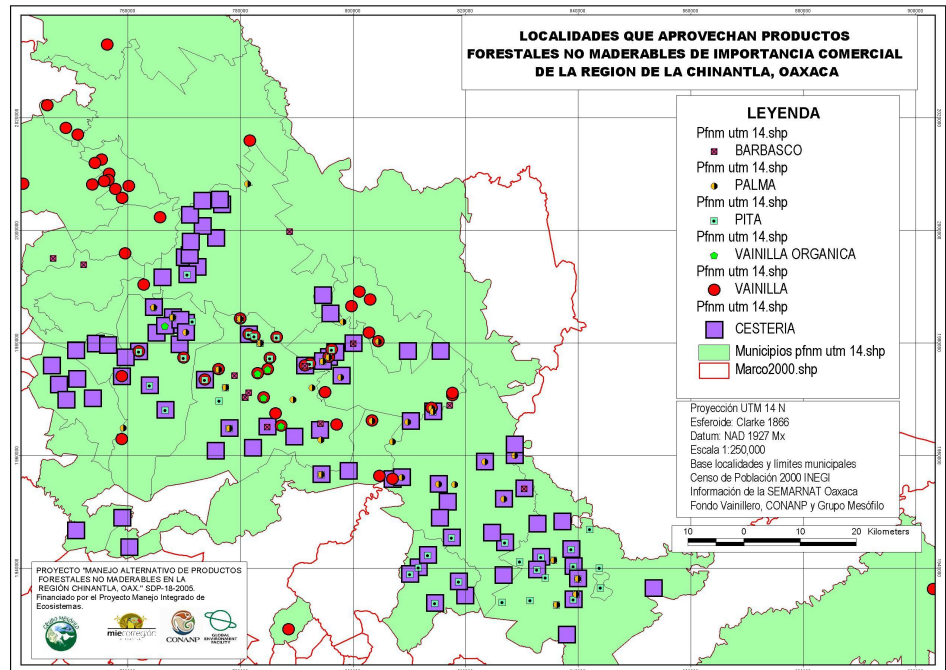 LOCALIDADES QUE APROVECHAN PRODUCTOS
FORESTALES NO MADERABLES DE IMPORTANCIA COMERCIAL
DE LA REGION DE LA CHINANTLA, OAXACA
LEYENDA
Pfnm utm 14.shp
BARBASCO
Pfnm utm 14.shp
PALMA
Pfnm utm 14.shp
PITA
Pfnm utm 14.shp
VAINILLA ORGANICA
Pfnm utm 14.shp
VAINILLA
Pfnm utm 14.shp
CESTERIA
Municipios pfnm utm 14.shp
Marco2000.shp
Proyección UTM 14 N
Esferoide: Clarke 1866
Datum: NAD 1927 Mx
Escala 1:250,000
Base localidades y límites municipales
Censo de Población 2000 INEGI
Información de la SEMARNAT Oaxaca
Fondo Vainillero, CONANP y Grupo Mesófilo
10 0 10 20 Kilometers
PROYECTO "MANEJO ALTERNATIVO DE PRODUCTOS
FORESTALES NO MADERABLES EN LA
REGIÓN CHINANTLA, OAX." SDP-18-2005.
Financiado por el Proyecto Manejo Integrado de
Ecosistemas.
miecorregión
CONANP
GLOBAL
ENVIRONMENT
FACILITY